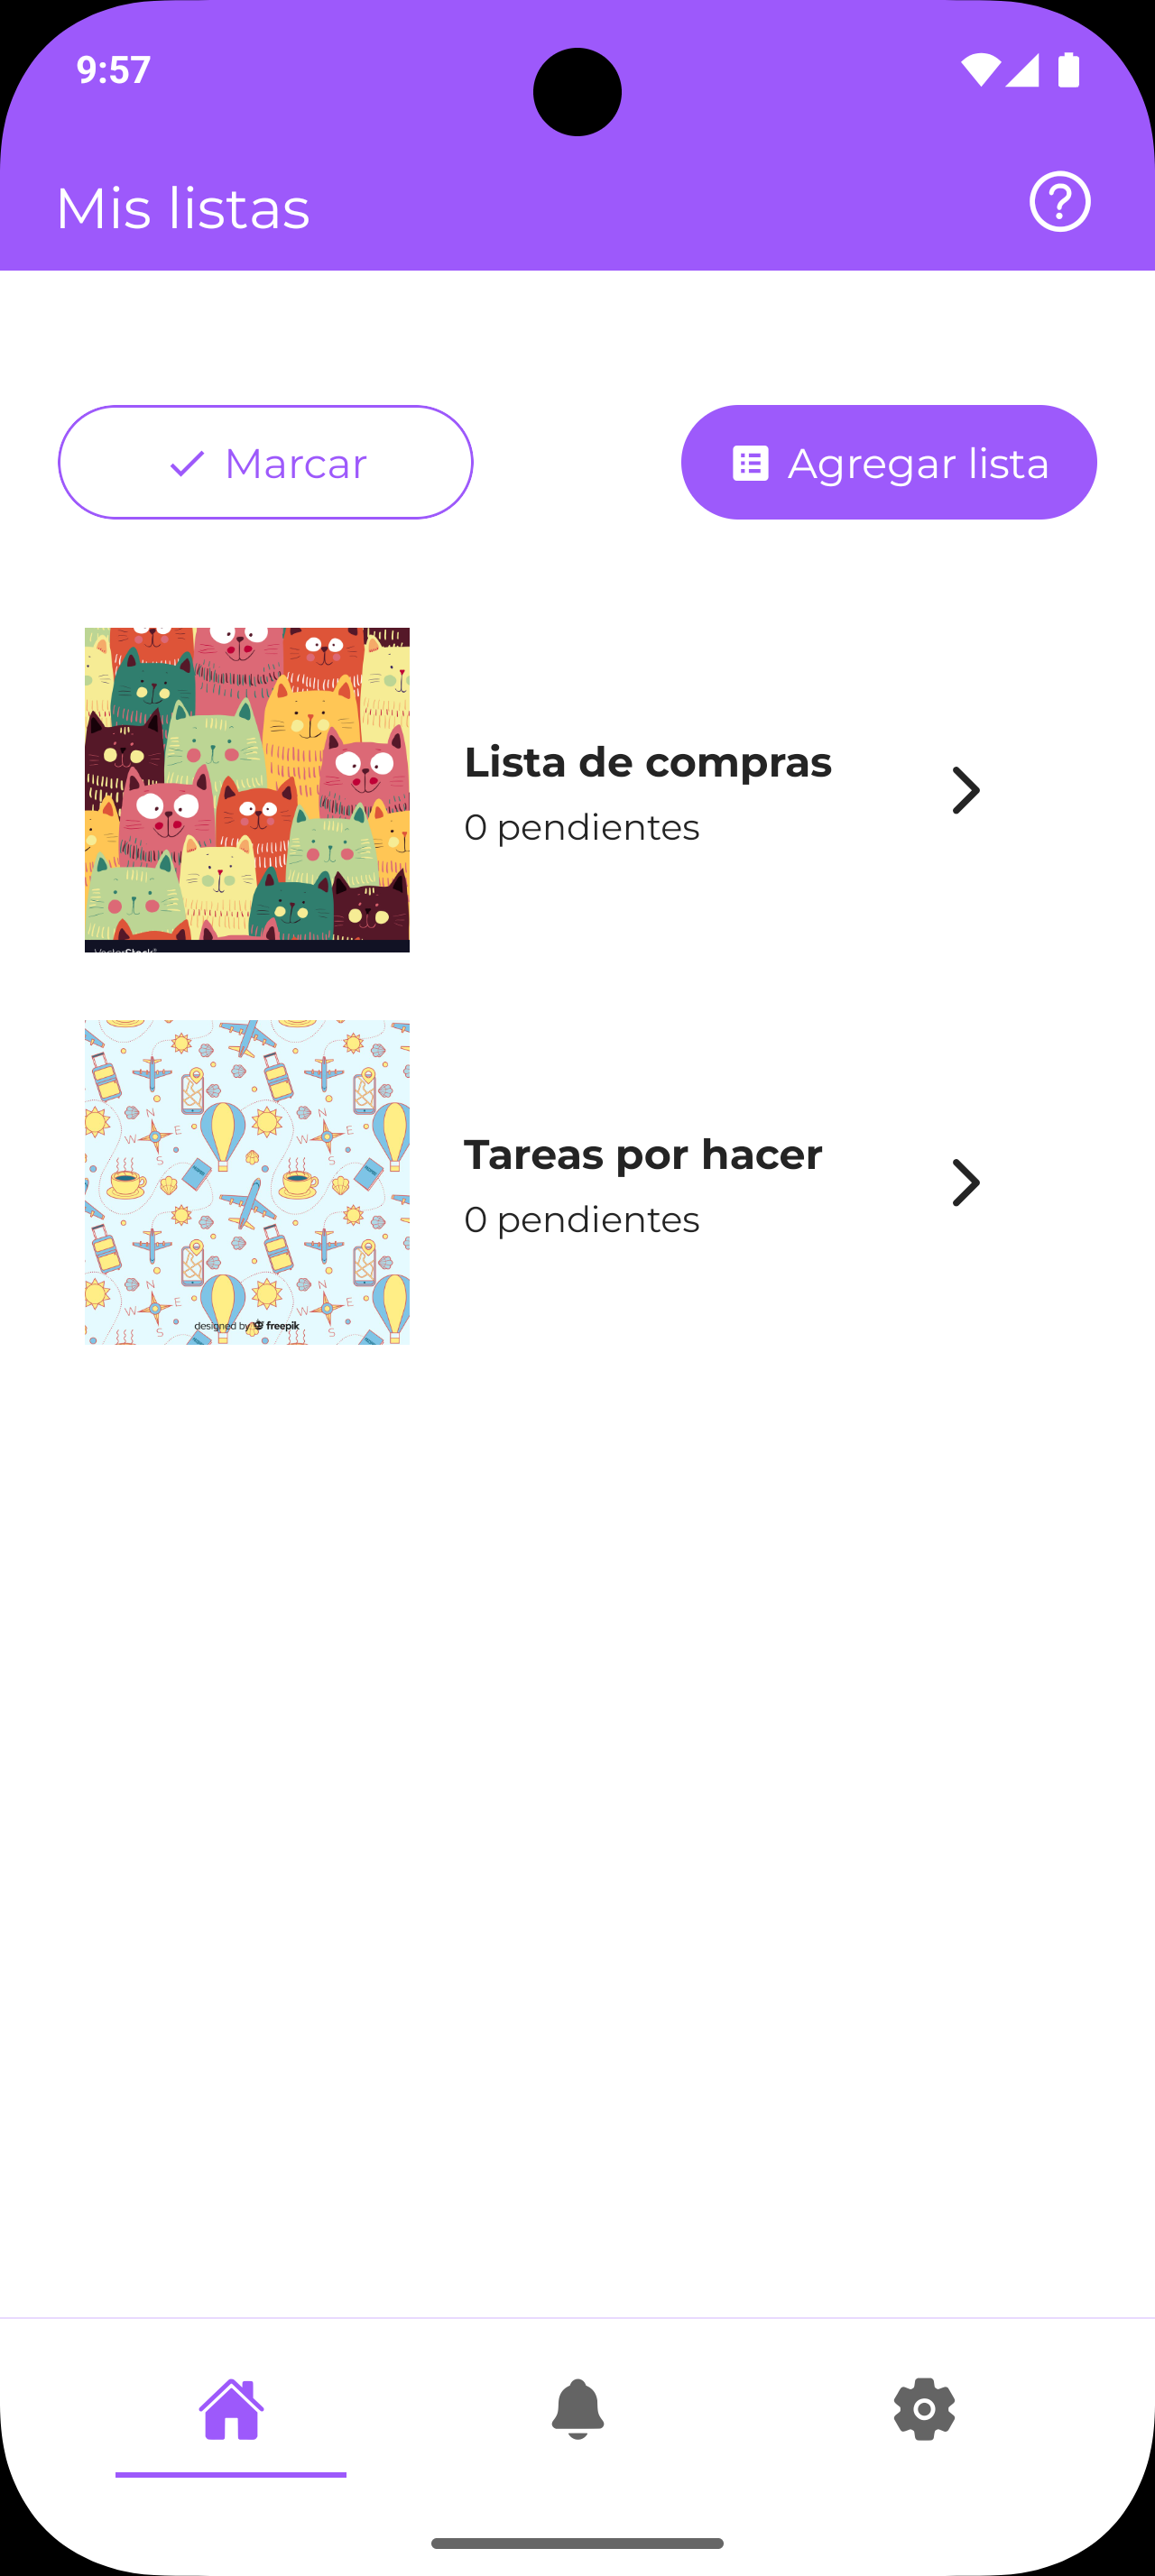 9:57
Mis listas
Marcar
Agregar lista
Lista de compras
0 pendientes
VectorStock®
N
W E
S
N
W E
S
Tareas por hacer
0 pendientes
N
W E
S
N
W E
S
designed by freepik